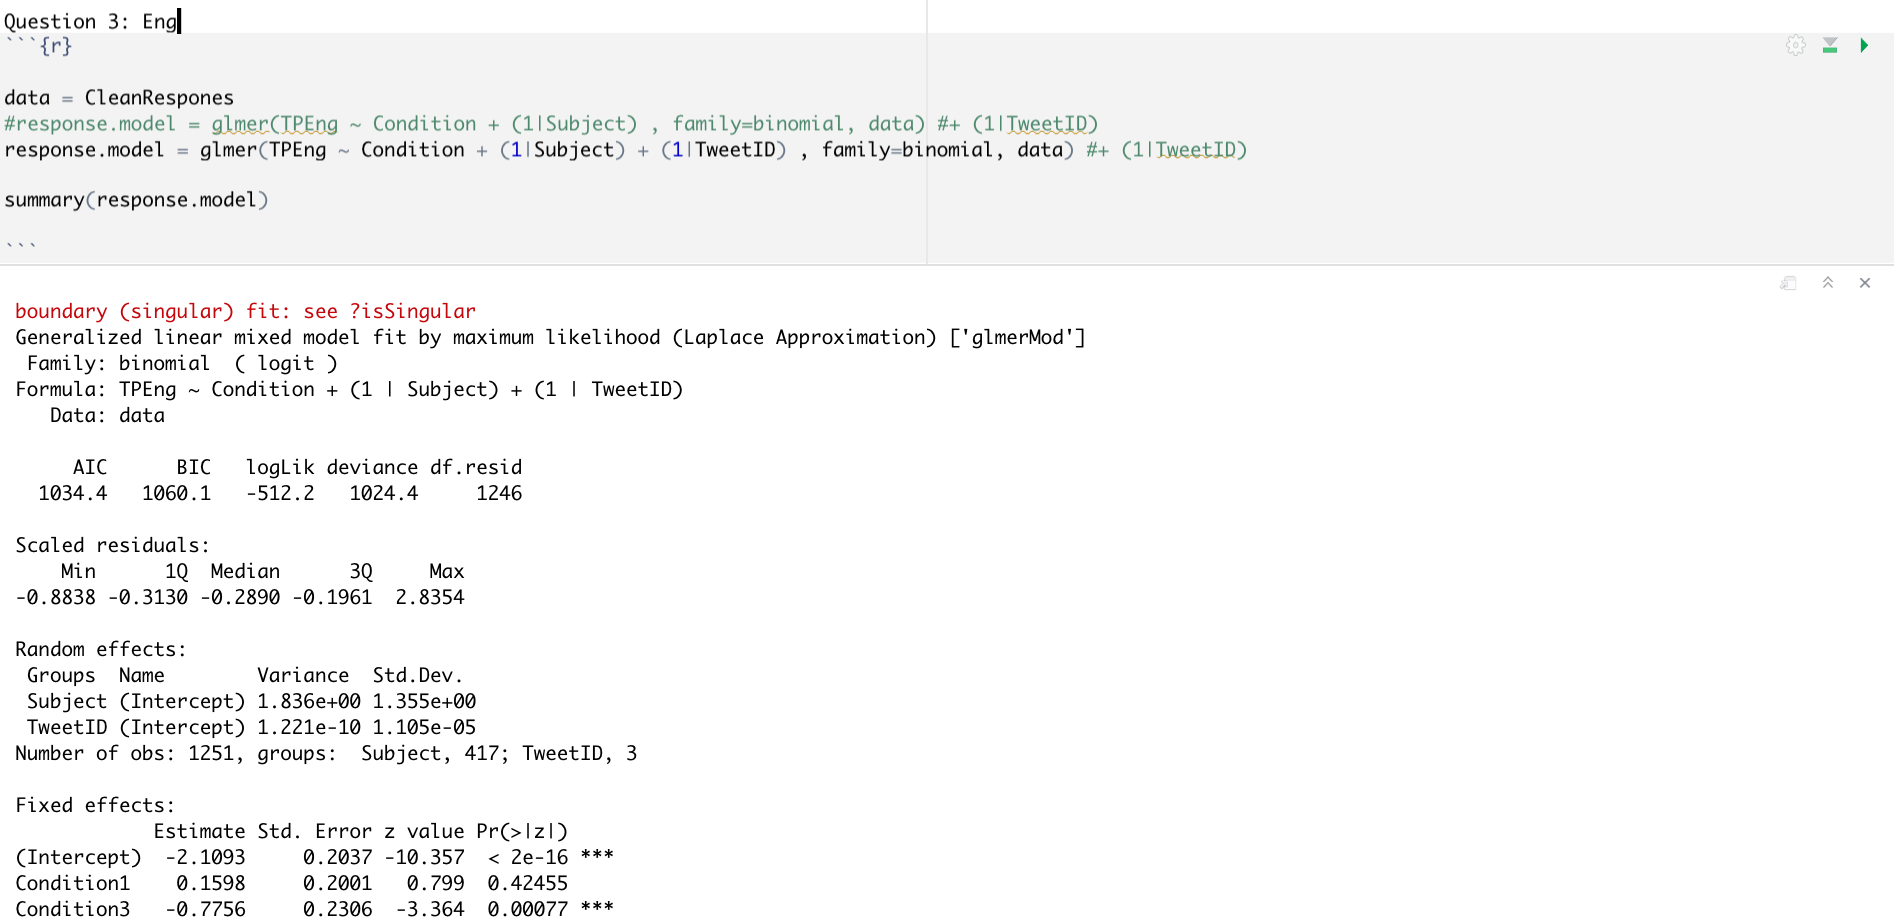 Question 3: Eng
```{r}
data = CleanRespones
#response.model = glmer(TPEng ~ Condition + (1|Subject) , family=binomial, data) #+ (1|TweetID)
response.model = glmer(TPEng ~ Condition + (1|Subject) + (1|TweetID) , family=binomial, data) #+ (1|TweetID)
summary(response.model)
```
boundary (singular) fit: see ?isSingular
Generalized linear mixed model fit by maximum likelihood (Laplace Approximation) ['glmerMod']
Family: binomial  ( logit )
Formula: TPEng ~ Condition + (1 | Subject) + (1 | TweetID)
Data: data
AIC      BIC   logLik deviance df.resid
1034.4   1060.1   -512.2   1024.4     1246
Scaled residuals:
Min      1Q  Median      3Q     Max
-0.8838 -0.3130 -0.2890 -0.1961  2.8354
Random effects:
Groups  Name        Variance  Std.Dev.
Subject (Intercept) 1.836e+00 1.355e+00
TweetID (Intercept) 1.221e-10 1.105e-05
Number of obs: 1251, groups:  Subject, 417; TweetID, 3
Fixed effects:
Estimate Std. Error z value Pr(>|z|)
(Intercept)  -2.1093     0.2037 -10.357  < 2e-16 ***
Condition1    0.1598     0.2001   0.799  0.42455
Condition3   -0.7756     0.2306  -3.364  0.00077 ***